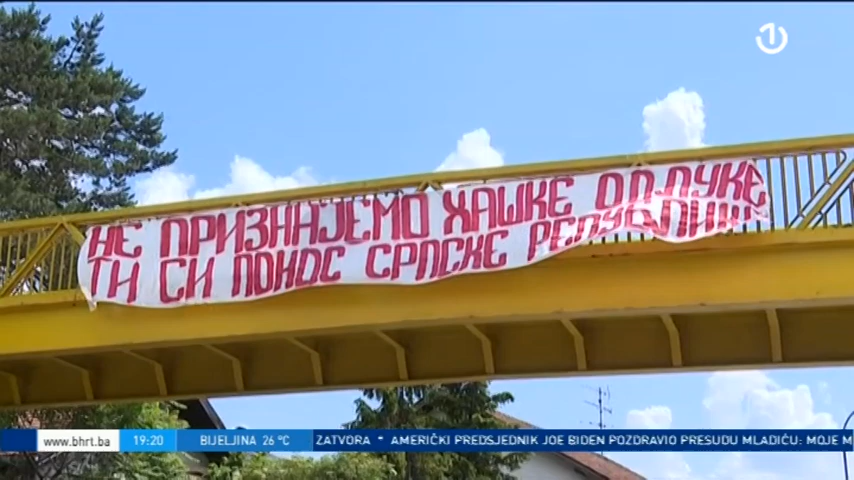 НЕ ПРИЗНАЈЕМО ХАШКЕ ОДЛУКЕ
ТИ СИ ПОНОС СРПСКЕ РЕПУБЛИКЕ
www.bhrt.ba 19:20 BIJELJINA 26 °C ZATVORA * AMERIČKI PREDSJEDNIK JOE BIDEN POZDRAVIO PRESUDU MLADIĆU: MOJE M